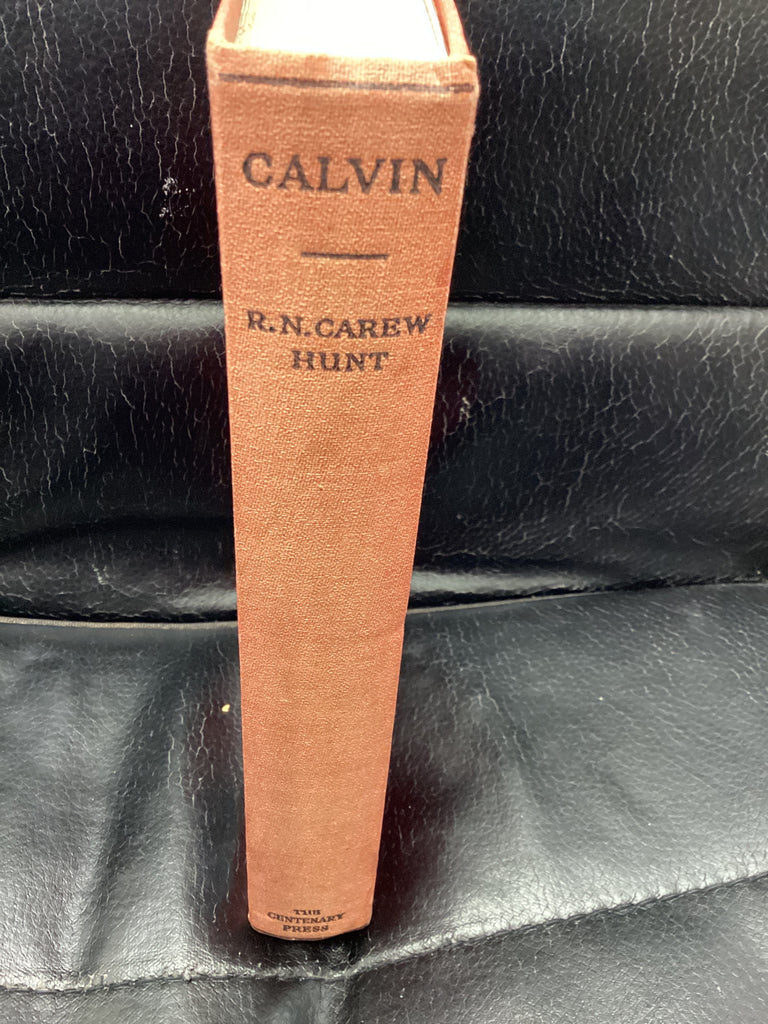 CALVIN
R.N. CAREW
HUNT
THE
CENTENARY
PRESS